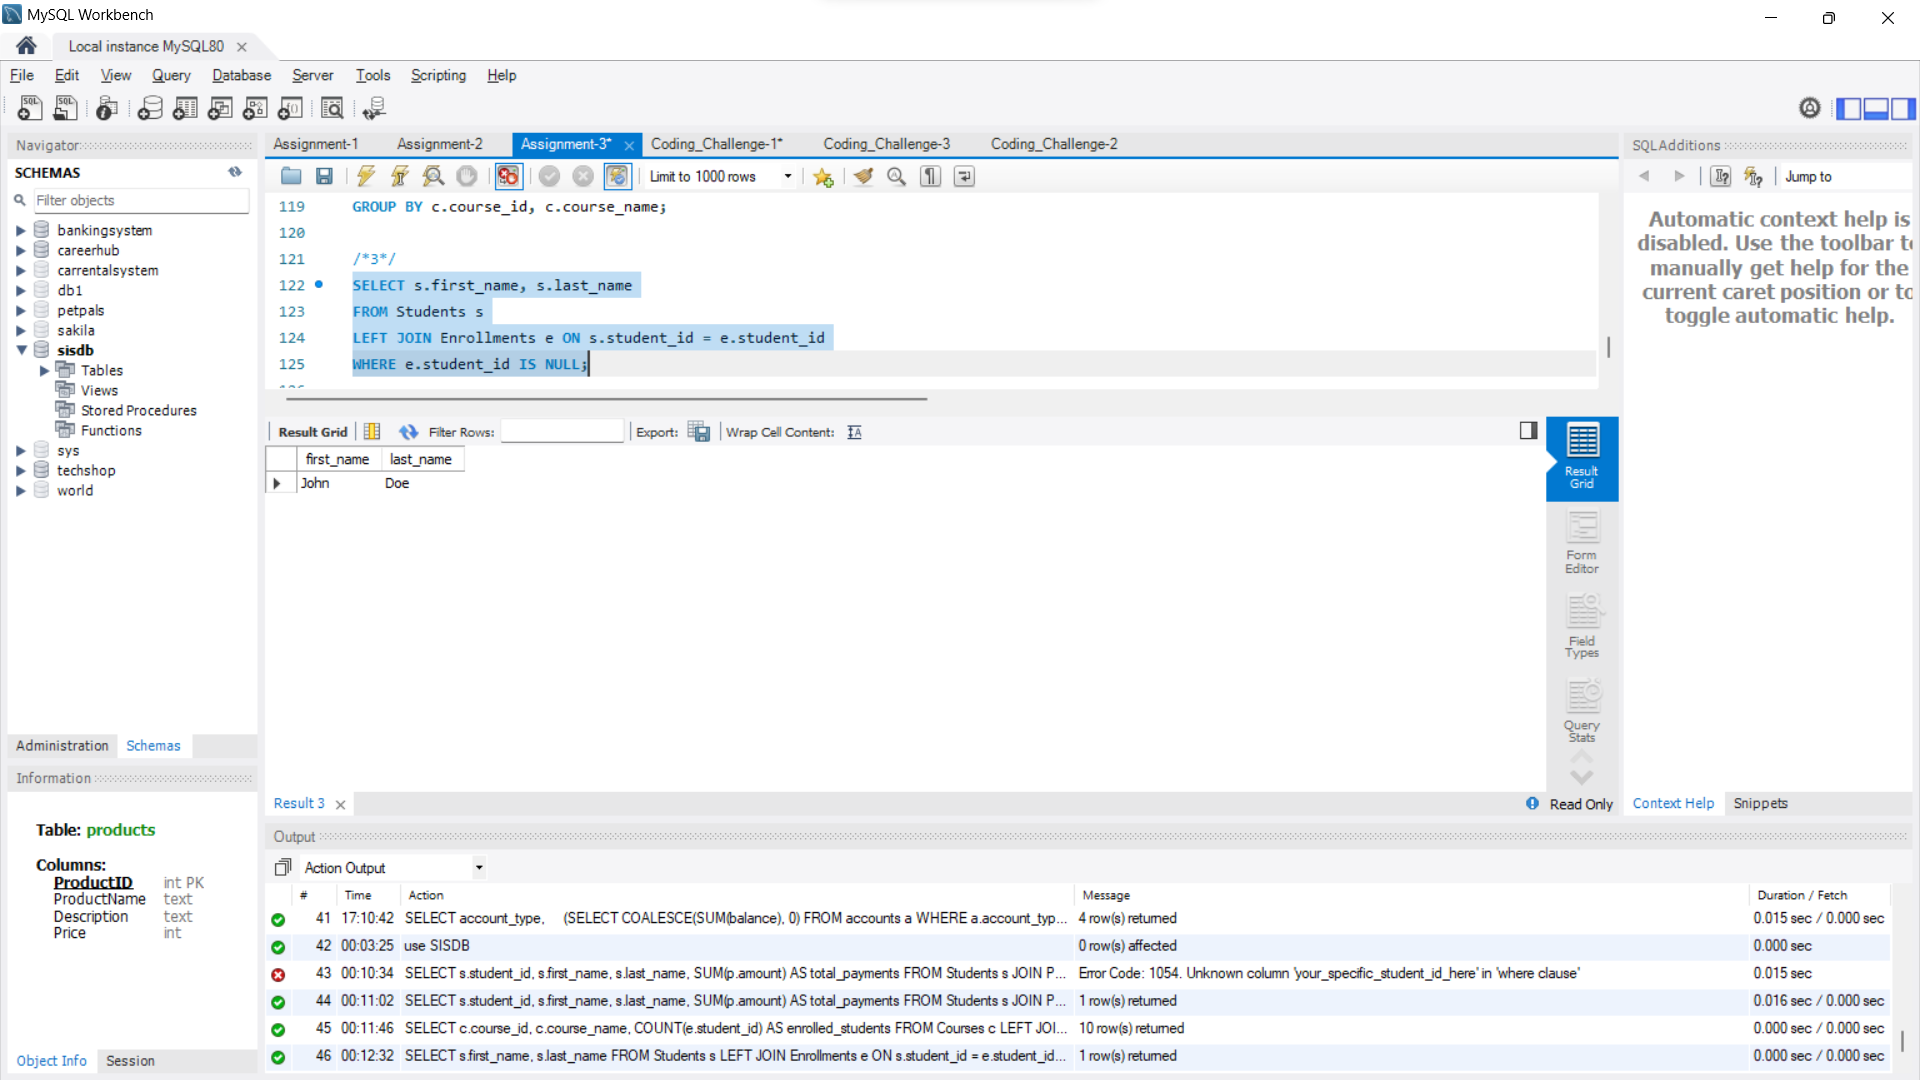 MySQL Workbench
Local instance MySQL80
File Edit View Query Database Server Tools Scripting Help
Navigator
SCHEMAS
Filter objects
bankingsystem
careerhub
carrentalsystem
db1
petpals
sakila
sisdb
Tables
Views
Stored Procedures
Functions
sys
techshop
world
Administration Schemas
Information
Table: products
Columns:
ProductID int PK
ProductName text
Description text
Price int
Object Info Session
Assignment-1 Assignment-2 Assignment-3* Coding_Challenge-1* Coding_Challenge-3 Coding_Challenge-2
Limit to 1000 rows
119 GROUP BY c.course_id, c.course_name;
120
121 /*3*/
122 SELECT s.first_name, s.last_name
123 FROM Students s
124 LEFT JOIN Enrollments e ON s.student_id = e.student_id
125 WHERE e.student_id IS NULL;
Result Grid Filter Rows: Export: Wrap Cell Content:
first_name last_name
John Doe
Result
Grid
Form
Editor
Field
Types
Query
Stats
Result 3 Read Only
SQLAdditions
Jump to
Automatic context help is
disabled. Use the toolbar to
manually get help for the
current caret position or to
toggle automatic help.
Context Help Snippets
Output
Action Output
# Time Action Message Duration / Fetch
41 17:10:42 SELECT account_type, (SELECT COALESCE(SUM(balance), 0) FROM accounts a WHERE a.account_typ... 4 row(s) returned 0.015 sec / 0.000 sec
42 00:03:25 use SISDB 0 row(s) affected 0.000 sec
43 00:10:34 SELECT s.student_id, s.first_name, s.last_name, SUM(p.amount) AS total_payments FROM Students s JOIN P... Error Code: 1054. Unknown column 'your_specific_student_id_here' in 'where clause' 0.015 sec
44 00:11:02 SELECT s.student_id, s.first_name, s.last_name, SUM(p.amount) AS total_payments FROM Students s JOIN P... 1 row(s) returned 0.016 sec / 0.000 sec
45 00:11:46 SELECT c.course_id, c.course_name, COUNT(e.student_id) AS enrolled_students FROM Courses c LEFT JOI... 10 row(s) returned 0.000 sec / 0.000 sec
46 00:12:32 SELECT s.first_name, s.last_name FROM Students s LEFT JOIN Enrollments e ON s.student_id = e.student_id... 1 row(s) returned 0.000 sec / 0.000 sec